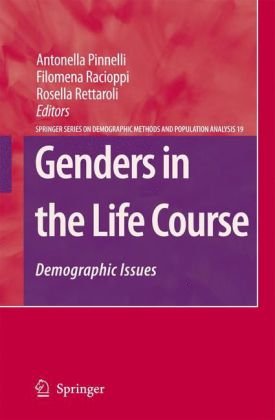 Antonella Pinnelli
Filomena Racioppi
Rosella Rettaroli
Editors
SPRINGER SERIES ON DEMOGRAPHIC METHODS AND POPULATION ANALYSIS 19
Genders in
the Life Course
Demographic Issues
Springer